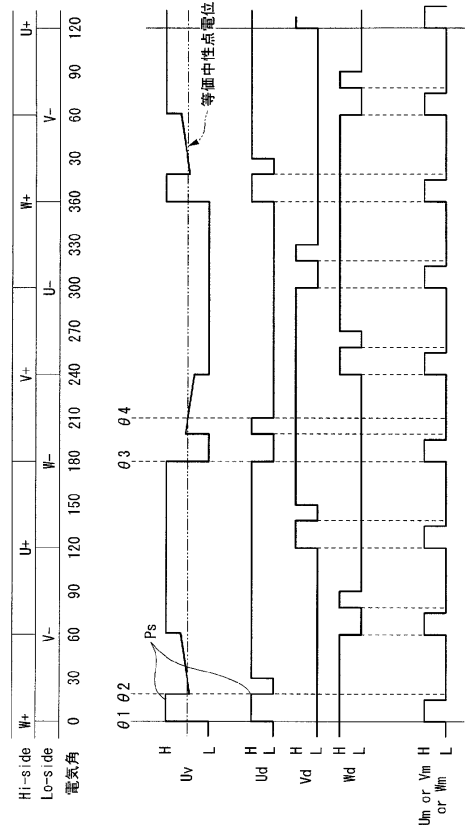 Hi-side W+ U+ V+ W+ U+
Lo-side V- W- U- V-
電気角 0 30 60 90 120 150 180 210 240 270 300 330 360 30 60 90 120
θ1 θ2 θ3 θ4
Ps
等価中性点電位
H
Uv
L
H
Ud
L
H
Vd
L
H
Wd
L
H
Um or Vm
or Wm
L